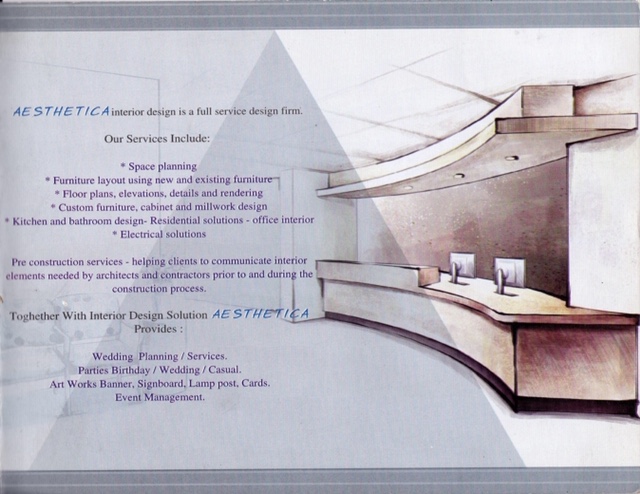 AESTHETICA interior design is a full service design firm.
Our Services Include:
* Space planning
* Furniture layout using new and existing furniture
* Floor plans, elevations, details and rendering
* Custom furniture, cabinet and millwork design
* Kitchen and bathroom design- Residential solutions - office interior
* Electrical solutions
Pre construction services - helping clients to communicate interior
elements needed by architects and contractors prior to and during the
construction process.
Toghether With Interior Design Solution AESTHETICA
Provides :
Wedding Planning / Services.
Parties Birthday / Wedding / Casual.
Art Works Banner, Signboard, Lamp post, Cards.
Event Management.